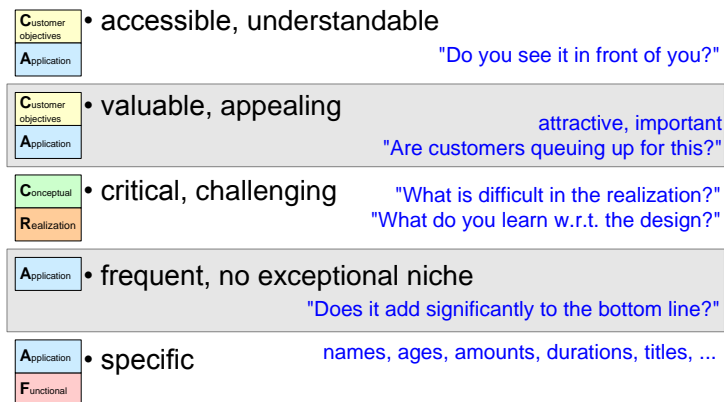 Customer
objectives
• accessible, understandable
Application
"Do you see it in front of you?"
Customer
objectives
• valuable, appealing
attractive, important
Application
"Are customers queuing up for this?"
Conceptual
• critical, challenging
"What is difficult in the realization?"
Realization
"What do you learn w.r.t. the design?"
Application
• frequent, no exceptional niche
"Does it add significantly to the bottom line?"
Application
• specific
names, ages, amounts, durations, titles, ...
Functional